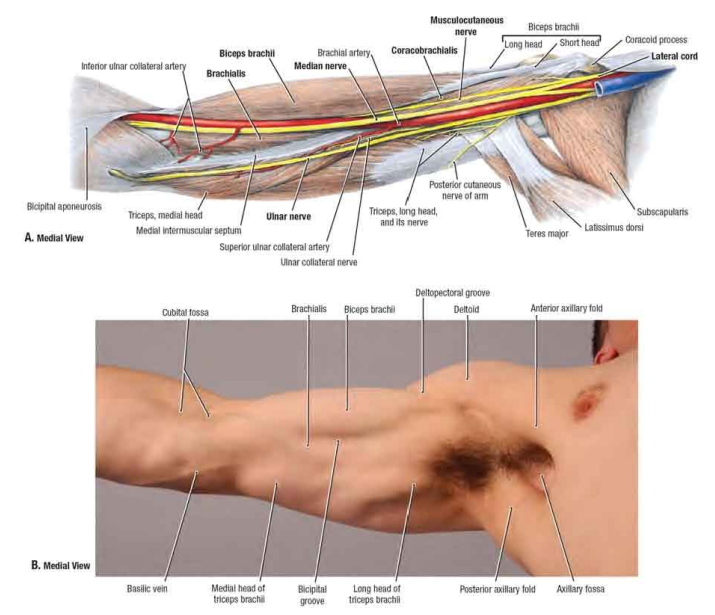 Musculocutaneous
nerve
Biceps brachii
Long head
Short head
Coracoid process
Lateral cord
Inferior ulnar collateral artery
Biceps brachii
Brachialis
Brachial artery
Median nerve
Coracobrachialis
Bicipital aponeurosis
Triceps, medial head
Medial intermuscular septum
Ulnar nerve
Superior ulnar collateral artery
Ulnar collateral nerve
Triceps, long head,
and its nerve
Posterior cutaneous
nerve of arm
Teres major
Latissimus dorsi
Subscapularis
A. Medial View
Cubital fossa
Brachialis
Biceps brachii
Deltopectoral groove
Deltoid
Anterior axillary fold
B. Medial View
Basilic vein
Medial head of
triceps brachii
Bicipital
groove
Long head of
triceps brachii
Posterior axillary fold
Axillary fossa